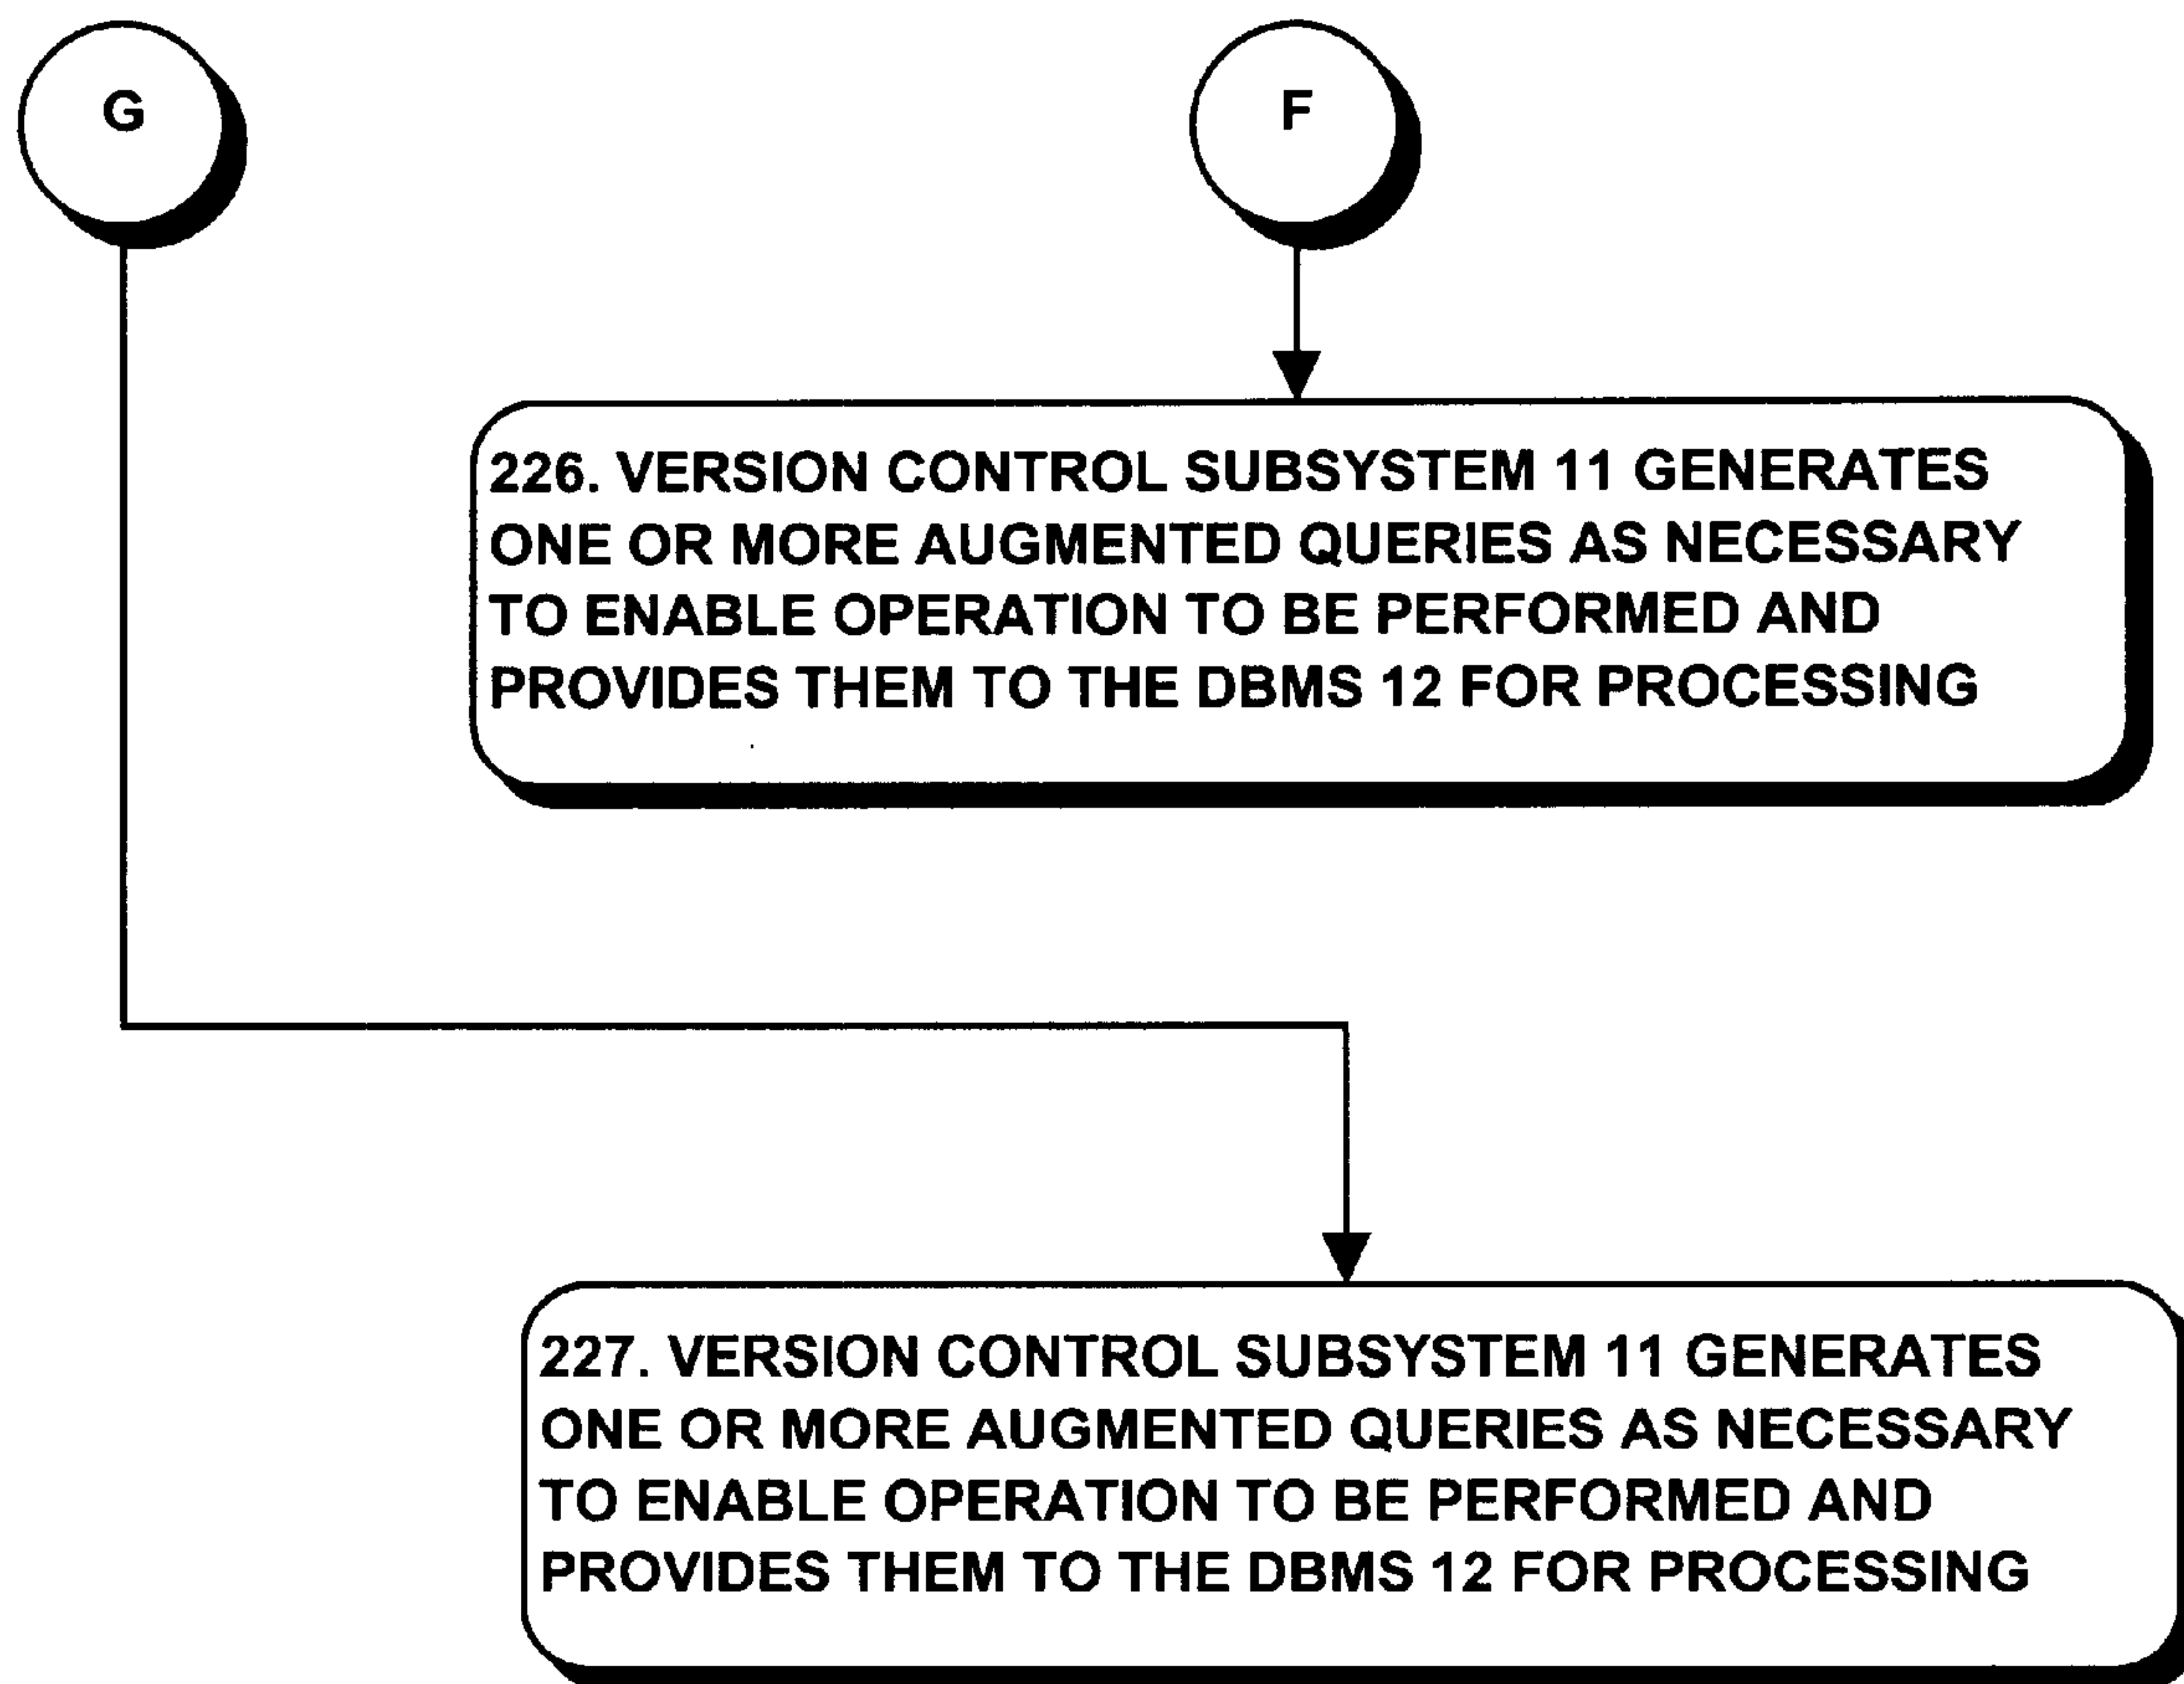 G
F
226. VERSION CONTROL SUBSYSTEM 11 GENERATES
ONE OR MORE AUGMENTED QUERIES AS NECESSARY
TO ENABLE OPERATION TO BE PERFORMED AND
PROVIDES THEM TO THE DBMS 12 FOR PROCESSING
227. VERSION CONTROL SUBSYSTEM 11 GENERATES
ONE OR MORE AUGMENTED QUERIES AS NECESSARY
TO ENABLE OPERATION TO BE PERFORMED AND
PROVIDES THEM TO THE DBMS 12 FOR PROCESSING